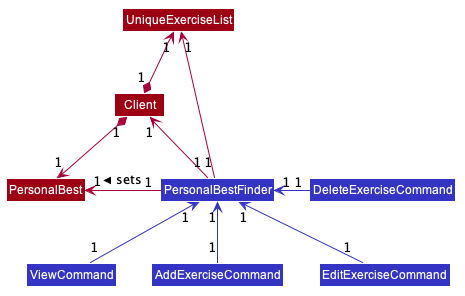 UniqueExerciseList
1 1
1
Client
1 1
1 1 1
PersonalBest 1 ◄ sets 1 PersonalBestFinder 1 1 DeleteExerciseCommand
1 1 1
1 1 1
ViewCommand AddExerciseCommand EditExerciseCommand